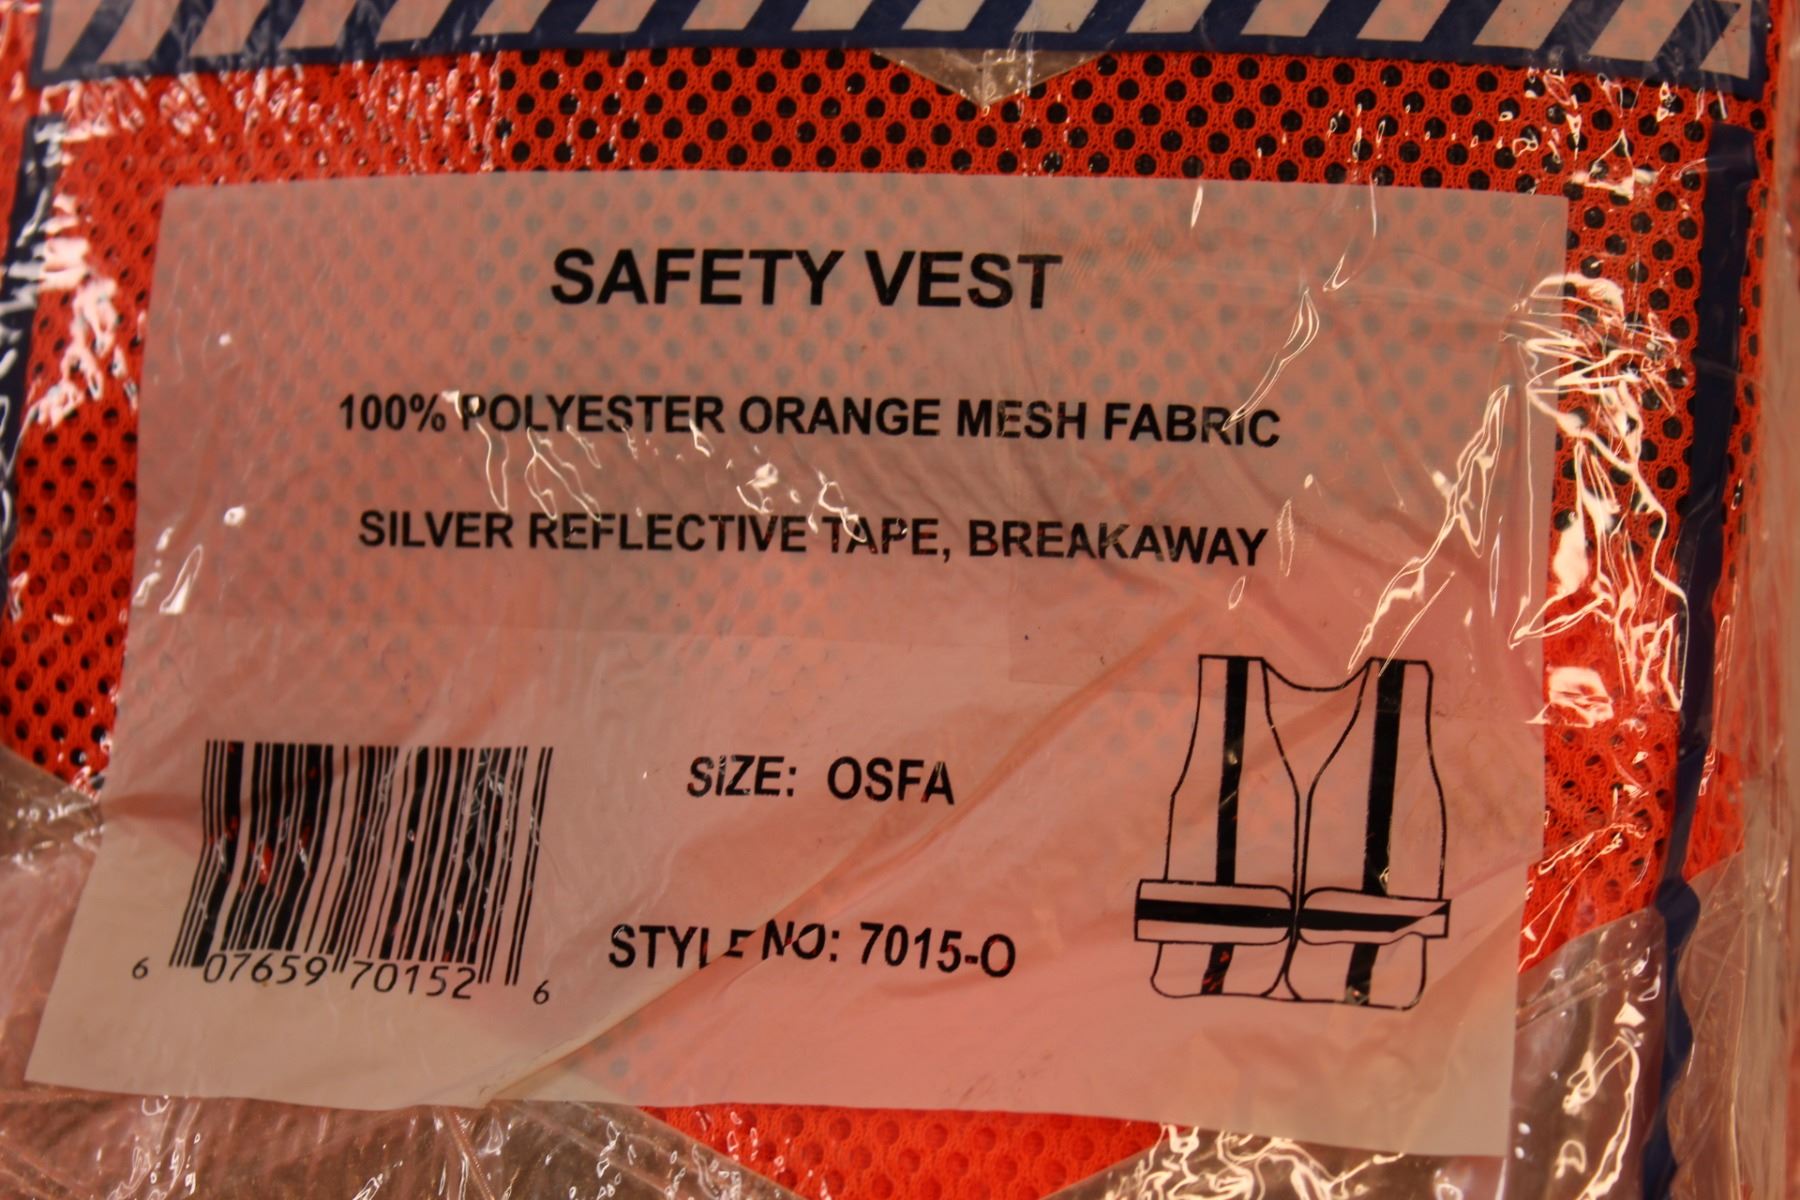 SAFETY VEST
100% POLYESTER ORANGE MESH FABRIC
SILVER REFLECTIVE TAPE, BREAKAWAY
SIZE: OSFA
STYLE NO: 7015-O
6 07659 70152 6